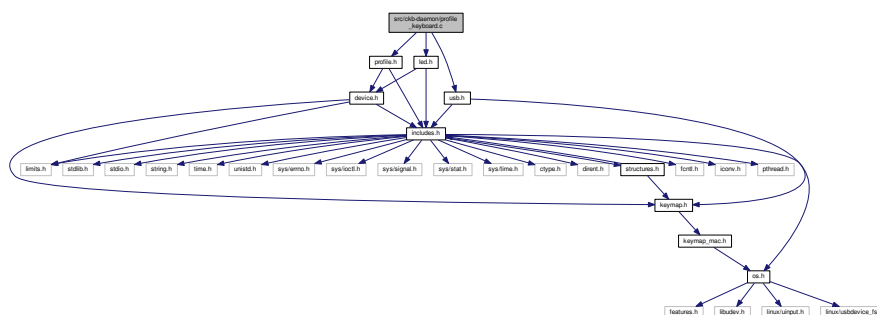 src/ckb-daemon/profile
_keyboard.c
profile.h
led.h
device.h
usb.h
includes.h
limits.h
stdlib.h
stdio.h
string.h
time.h
unistd.h
sys/errno.h
sys/ioctl.h
sys/signal.h
sys/stat.h
sys/time.h
ctype.h
dirent.h
structures.h
fcntl.h
iconv.h
pthread.h
keymap.h
keymap_mac.h
os.h
features.h
libudev.h
linux/uinput.h
linux/usbdevice_fs